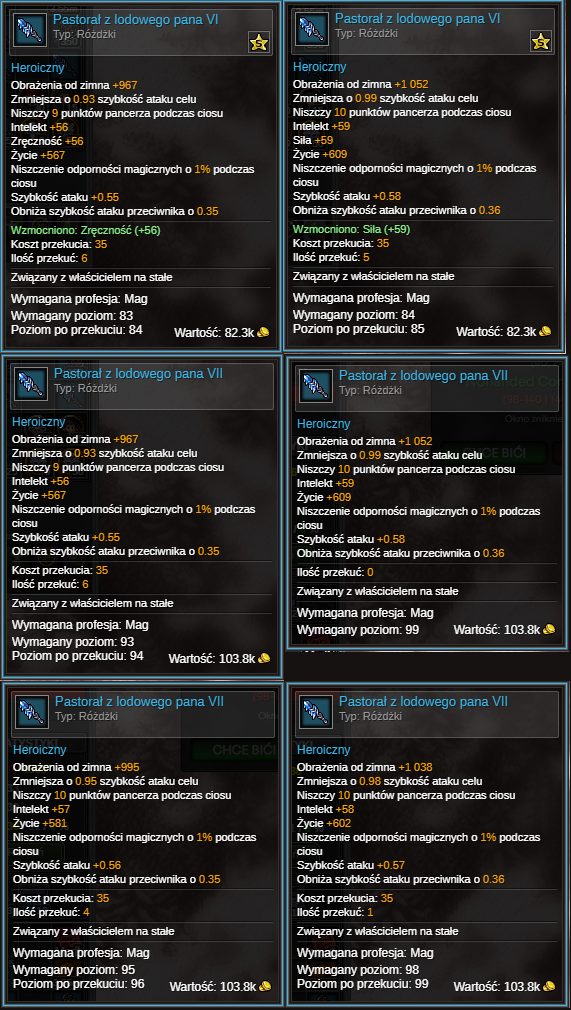 Pastorał z lodowego pana VI
Typ: Różdżki
5
Heroiczny
Obrażenia od zimna +967
Zmniejsza o 0.93 szybkość ataku celu
Niszczy 9 punktów pancerza podczas ciosu
Intelekt +56
Zręczność +56
Życie +567
Niszczenie odporności magicznych o 1% podczas
ciosu
Szybkość ataku +0.55
Obniża szybkość ataku przeciwnika o 0.35
Wzmocniono: Zręczność (+56)
Koszt przekucia: 35
Ilość przekuć: 6
Związany z właścicielem na stałe
Wymagana profesja: Mag
Wymagany poziom: 83
Poziom po przekuciu: 84
Wartość: 82.3k
Pastorał z lodowego pana VI
Typ: Różdżki
5
Heroiczny
Obrażenia od zimna +1 052
Zmniejsza o 0.99 szybkość ataku celu
Niszczy 10 punktów pancerza podczas ciosu
Intelekt +59
Siła +59
Życie +609
Niszczenie odporności magicznych o 1% podczas
ciosu
Szybkość ataku +0.58
Obniża szybkość ataku przeciwnika o 0.36
Wzmocniono: Siła (+59)
Koszt przekucia: 35
Ilość przekuć: 5
Związany z właścicielem na stałe
Wymagana profesja: Mag
Wymagany poziom: 84
Poziom po przekuciu: 85
Wartość: 82.3k
Pastorał z lodowego pana VII
Typ: Różdżki
Heroiczny
Obrażenia od zimna +967
Zmniejsza o 0.93 szybkość ataku celu
Niszczy 9 punktów pancerza podczas ciosu
Intelekt +56
Życie +567
Niszczenie odporności magicznych o 1% podczas
ciosu
Szybkość ataku +0.55
Obniża szybkość ataku przeciwnika o 0.35
Koszt przekucia: 35
Ilość przekuć: 6
Związany z właścicielem na stałe
Wymagana profesja: Mag
Wymagany poziom: 93
Poziom po przekuciu: 94
Wartość: 103.8k
Pastorał z lodowego pana VII
Typ: Różdżki
Heroiczny
Obrażenia od zimna +1 052
Zmniejsza o 0.99 szybkość ataku celu
Niszczy 10 punktów pancerza podczas ciosu
Intelekt +59
Życie +609
Niszczenie odporności magicznych o 1% podczas
ciosu
Szybkość ataku +0.58
Obniża szybkość ataku przeciwnika o 0.36
Ilość przekuć: 0
Związany z właścicielem na stałe
Wymagana profesja: Mag
Wymagany poziom: 99
Wartość: 103.8k
Pastorał z lodowego pana VII
Typ: Różdżki
CHCE BIĆ
Heroiczny
Obrażenia od zimna +995
Zmniejsza o 0.95 szybkość ataku celu
Niszczy 10 punktów pancerza podczas ciosu
Intelekt +57
Życie +581
Niszczenie odporności magicznych o 1% podczas
ciosu
Szybkość ataku +0.56
Obniża szybkość ataku przeciwnika o 0.35
Koszt przekucia: 35
Ilość przekuć: 4
Związany z właścicielem na stałe
Wymagana profesja: Mag
Wymagany poziom: 95
Poziom po przekuciu: 96
Wartość: 103.8k
Pastorał z lodowego pana VII
Typ: Różdżki
Heroiczny
Obrażenia od zimna +1 038
Zmniejsza o 0.98 szybkość ataku celu
Niszczy 10 punktów pancerza podczas ciosu
Intelekt +58
Życie +602
Niszczenie odporności magicznych o 1% podczas
ciosu
Szybkość ataku +0.57
Obniża szybkość ataku przeciwnika o 0.36
Koszt przekucia: 35
Ilość przekuć: 1
Związany z właścicielem na stałe
Wymagana profesja: Mag
Wymagany poziom: 98
Poziom po przekuciu: 99
Wartość: 103.8k